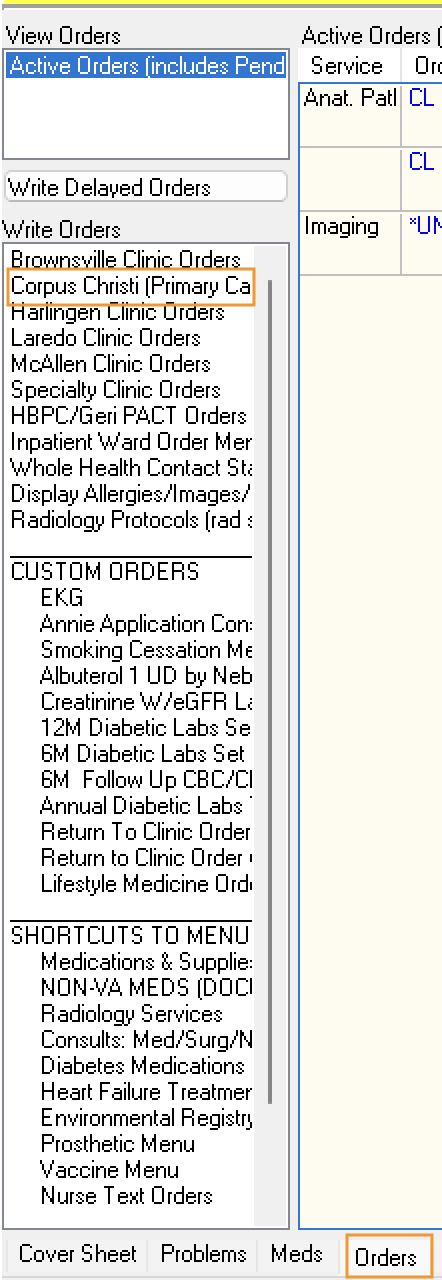 View Orders
Active Orders (includes Pend
Write Delayed Orders
Write Orders
Brownsville Clinic Orders
Corpus Christi (Primary Ca
Harlingen Clinic Orders
Laredo Clinic Orders
McAllen Clinic Orders
Specialty Clinic Orders
HBPC/Geri PACT Orders
Inpatient Ward Order Mer
Whole Health Contact Sta
Display Allergies/Images/
Radiology Protocols (rad s
CUSTOM ORDERS
EKG
Annie Application Con
Smoking Cessation Me
Albuterol 1 UD by Neb
Creatinine W/eGFR La
12M Diabetic Labs Se
6M Diabetic Labs Set
6M Follow Up CBC/C
Annual Diabetic Labs
Return To Clinic Order
Return to Clinic Order
Lifestyle Medicine Ord
SHORTCUTS TO MENU
Medications & Supplie
NON-VA MEDS (DOC
Radiology Services
Consults: Med/Surg/N
Diabetes Medications
Heart Failure Treatmer
Environmental Registry
Prosthetic Menu
Vaccine Menu
Nurse Text Orders
Active Orders (
Service Or
Anat. Patl CL
CL
Imaging *UN
Cover Sheet Problems Meds Orders